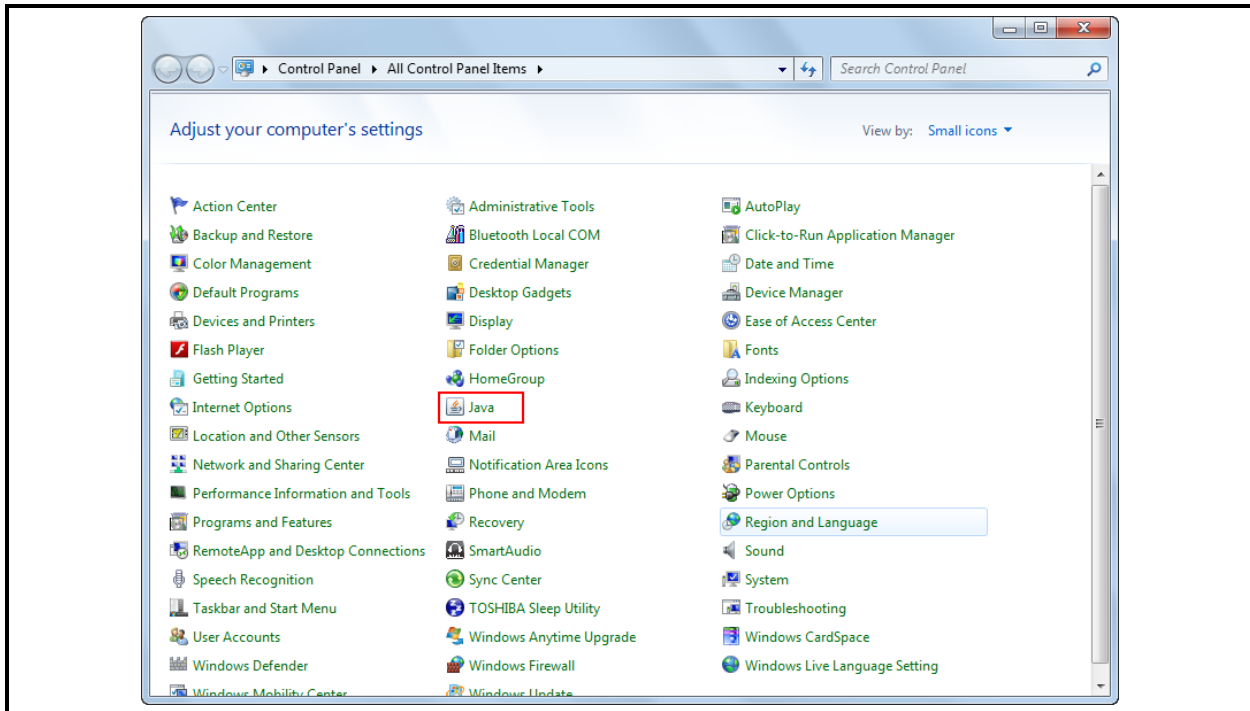 Control Panel All Control Panel Items Search Control Panel
Adjust your computer's settings View by: Small icons
Action Center Administrative Tools AutoPlay
Backup and Restore Bluetooth Local COM Click-to-Run Application Manager
Color Management Credential Manager Date and Time
Default Programs Desktop Gadgets Device Manager
Devices and Printers Display Ease of Access Center
Flash Player Folder Options Fonts
Getting Started HomeGroup Indexing Options
Internet Options Java Keyboard
Location and Other Sensors Mail Mouse
Network and Sharing Center Notification Area Icons Parental Controls
Performance Information and Tools Phone and Modem Power Options
Programs and Features Recovery Region and Language
RemoteApp and Desktop Connections SmartAudio Sound
Speech Recognition Sync Center System
Taskbar and Start Menu TOSHIBA Sleep Utility Troubleshooting
User Accounts Windows Anytime Upgrade Windows CardSpace
Windows Defender Windows Firewall Windows Live Language Setting
Windows Mobility Center Windows Update